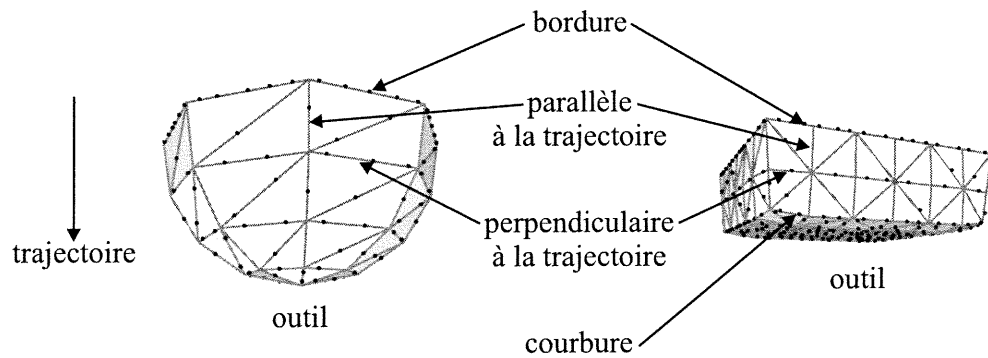 bordure
parallèle
à la trajectoire
perpendiculaire
à la trajectoire
trajectoire
outil
outil
courbure